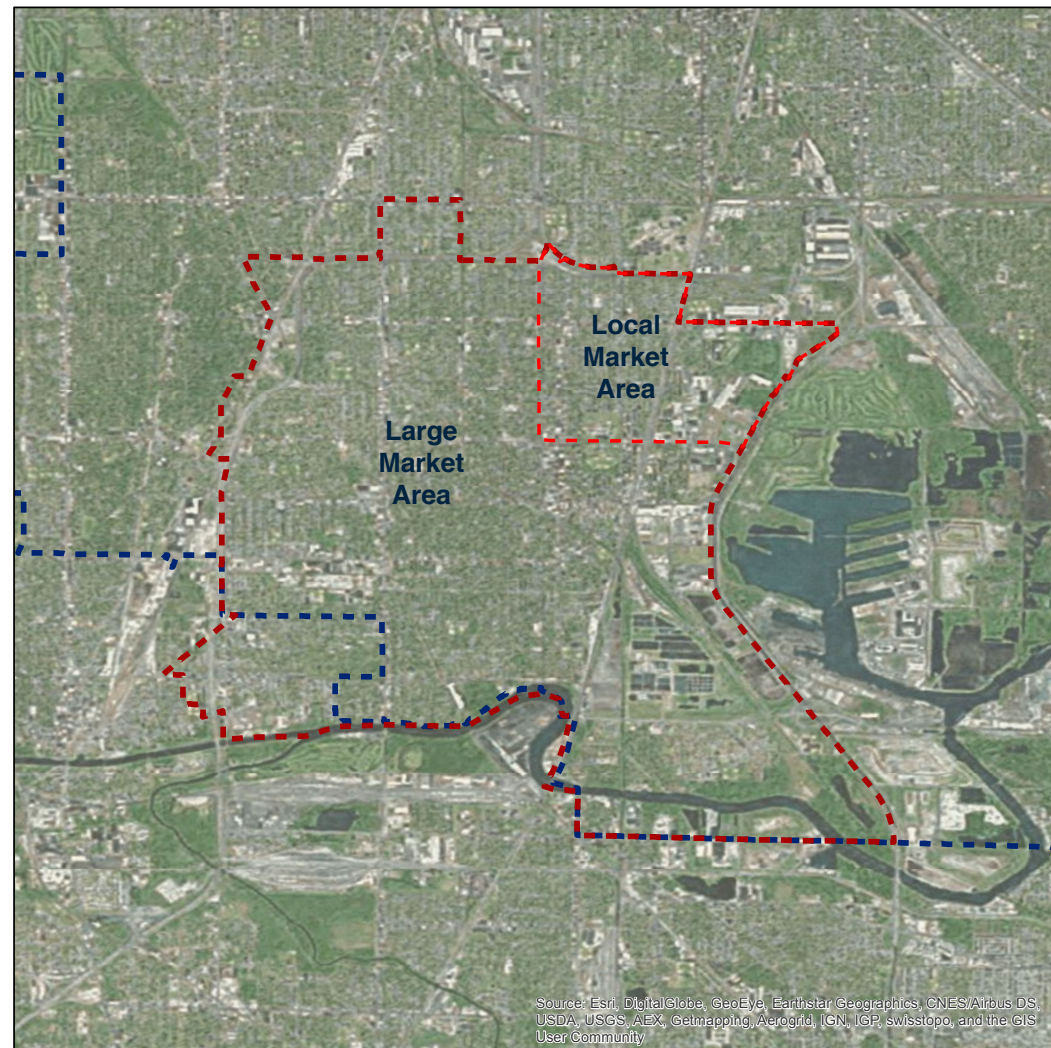 Local
Market
Area
Large
Market
Area
Source: Esri, DigitalGlobe, GeoEye, Earthstar Geographics, CNES/Airbus DS,
USDA, USGS, AEX, Getmapping, Aerogrid, IGN, IGP, swisstopo, and the GIS
User Community